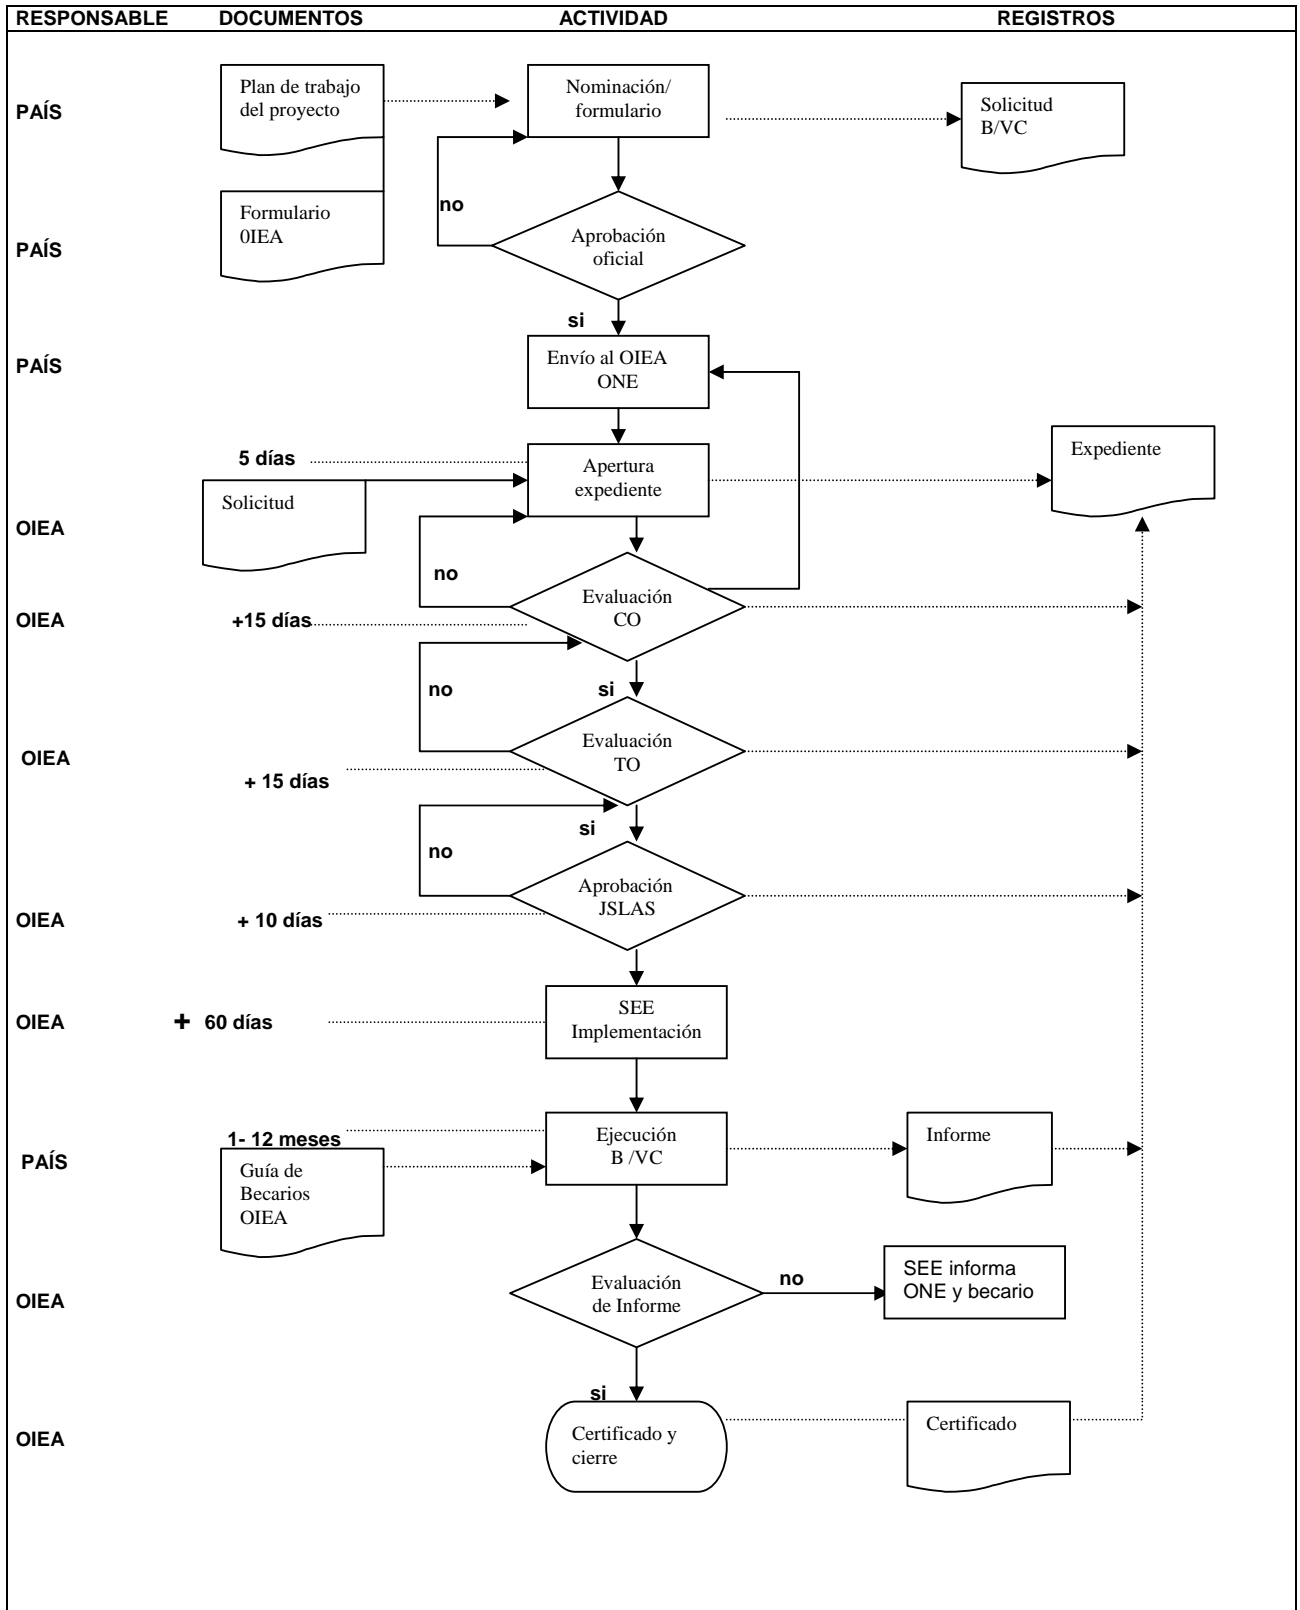 RESPONSABLE DOCUMENTOS ACTIVIDAD REGISTROS
PAÍS
Plan de trabajo
del proyecto
Nominación/
formulario
Solicitud
B/VC
PAÍS
Formulario
0IEA
no
Aprobación
oficial
si
PAÍS
Envío al OIEA
ONE
5 días
Apertura
expediente
Expediente
Solicitud
OIEA
no
Evaluación
CO
OIEA
+15 días
no
si
Evaluación
TO
OIEA
+ 15 días
si
no
Aprobación
JSLAS
OIEA
+ 10 días
SEE
Implementación
OIEA
+ 60 días
1- 12 meses
Ejecución
B /VC
Informe
PAÍS
Guía de
Becarios
OIEA
Evaluación
de Informe
no
SEE informa
ONE y becario
OIEA
si
Certificado y
cierre
Certificado
OIEA